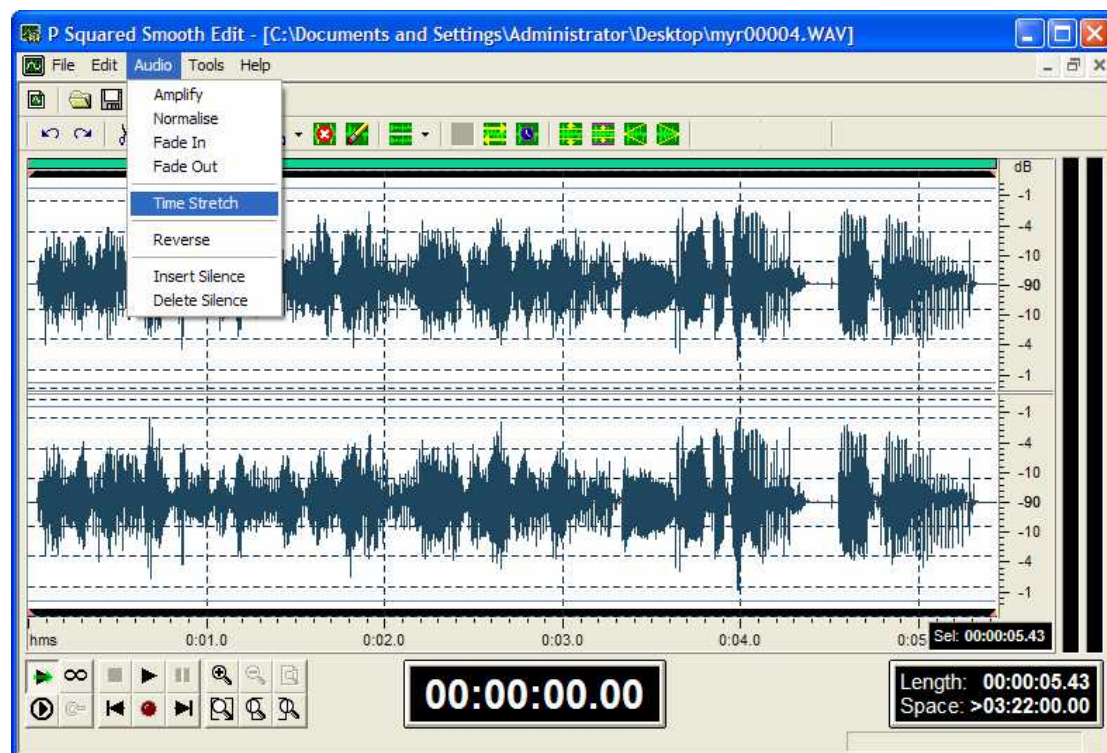 P Squared Smooth Edit - [C:\Documents and Settings\Administrator\Desktop\myr00004.WAV]
File Edit Audio Tools Help
Amplify
Normalise
Fade In
Fade Out
Time Stretch
Reverse
Insert Silence
Delete Silence
dB
-1
-4
-10
-90
-10
-4
-1
-1
-4
-10
-90
-10
-4
-1
hms 0:01.0 0:02.0 0:03.0 0:04.0 0:05
Sel: 00:00:05.43
00:00:00.00
Length: 00:00:05.43
Space: >03:22:00.00